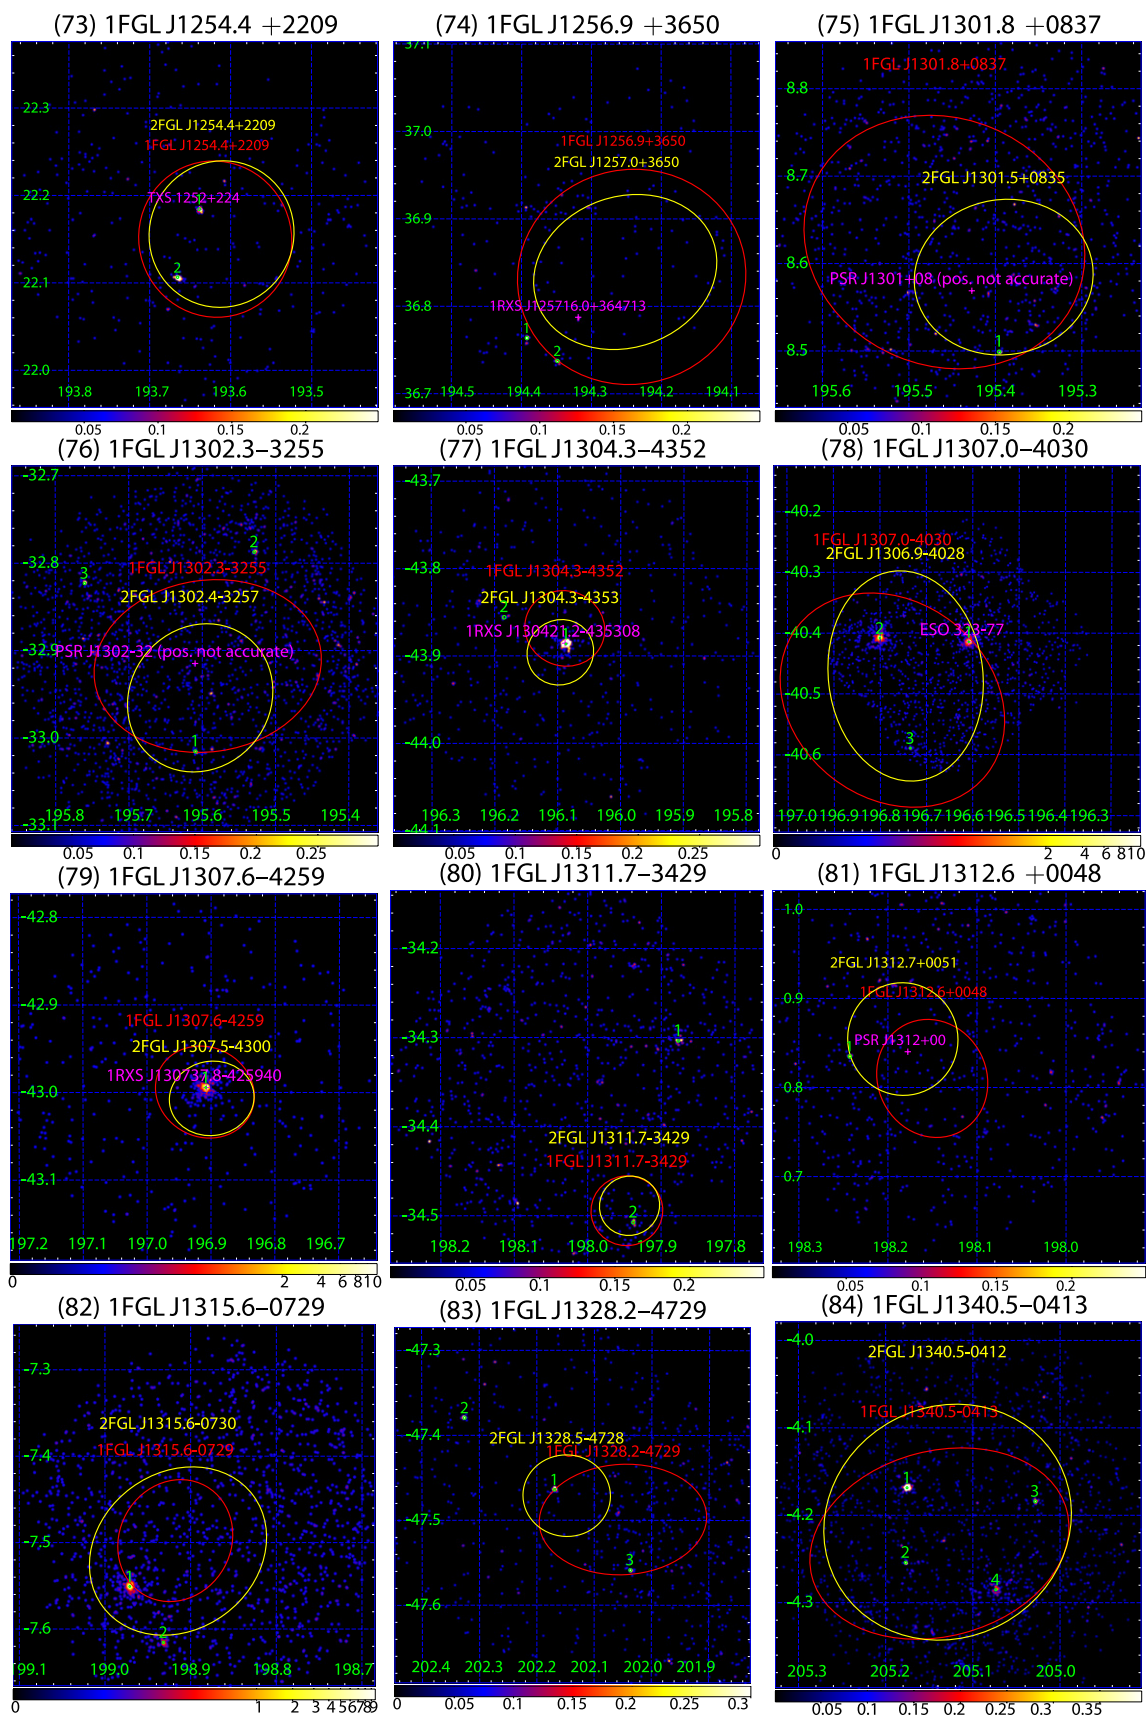 (73) 1FGL J1254.4 +2209
22.3
22.2
22.1
22.0
2FGL J1254.4+2209
1FGL J1254.4+2209
TXS 1252+224
1
2
193.8 193.7 193.6 193.5
0.05 0.1 0.15 0.2
(74) 1FGL J1256.9 +3650
37.1
37.0
36.9
36.8
36.7
1FGL J1256.9+3650
2FGL J1257.0+3650
1RXS J125716.0+364713
1
2
194.5 194.4 194.3 194.2 194.1
0.05 0.1 0.15 0.2
(75) 1FGL J1301.8 +0837
8.8
8.7
8.6
8.5
1FGL J1301.8+0837
2FGL J1301.5+0835
PSR J1301+08 (pos. not accurate)
1
195.6 195.5 195.4 195.3
0.05 0.1 0.15 0.2
(76) 1FGL J1302.3−3255
-32.7
-32.8
-32.9
-33.0
-33.1
2
3
1FGL J1302.3-3255
2FGL J1302.4-3257
PSR J1302-32 (pos. not accurate)
1
195.8 195.7 195.6 195.5 195.4
0.05 0.1 0.15 0.2 0.25
(77) 1FGL J1304.3−4352
-43.7
-43.8
-43.9
-44.0
-44.1
1FGL J1304.3-4352
2FGL J1304.3-4353
2
1RXS J130421.2-435308
1
196.3 196.2 196.1 196.0 195.9 195.8
0.05 0.1 0.15 0.2 0.25
(78) 1FGL J1307.0−4030
-40.2
-40.3
-40.4
-40.5
-40.6
1FGL J1307.0-4030
2FGL J1306.9-4028
ESO 323-77
2
1
3
197.0 196.9 196.8 196.7 196.6 196.5 196.4 196.3
0 2 4 6 8 10
(79) 1FGL J1307.6−4259
-42.8
-42.9
-43.0
-43.1
1FGL J1307.6-4259
2FGL J1307.5-4300
1RXS J130737.8-425940
1
197.2 197.1 197.0 196.9 196.8 196.7
0 2 4 6 8 10
(80) 1FGL J1311.7−3429
-34.2
-34.3
-34.4
-34.5
1
2FGL J1311.7-3429
1FGL J1311.7-3429
2
198.2 198.1 198.0 197.9 197.8
0.05 0.1 0.15 0.2
(81) 1FGL J1312.6 +0048
1.0
0.9
0.8
0.7
2FGL J1312.7+0051
1FGL J1312.6+0048
PSR J1312+00
1
198.3 198.2 198.1 198.0
0.05 0.1 0.15 0.2
(82) 1FGL J1315.6−0729
-7.3
-7.4
-7.5
-7.6
2FGL J1315.6-0730
1FGL J1315.6-0729
1
2
199.1 199.0 198.9 198.8 198.7
0 1 2 3 4 5 6 7 8 9
(83) 1FGL J1328.2−4729
-47.3
-47.4
-47.5
-47.6
2
2FGL J1328.5-4728
1FGL J1328.2-4729
1
3
202.4 202.3 202.2 202.1 202.0 201.9
0.05 0.1 0.15 0.2 0.25 0.3
(84) 1FGL J1340.5−0413
-4.0
-4.1
-4.2
-4.3
2FGL J1340.5-0412
1FGL J1340.5-0413
1
3
2
4
205.3 205.2 205.1 205.0
0.05 0.1 0.15 0.2 0.25 0.3 0.35